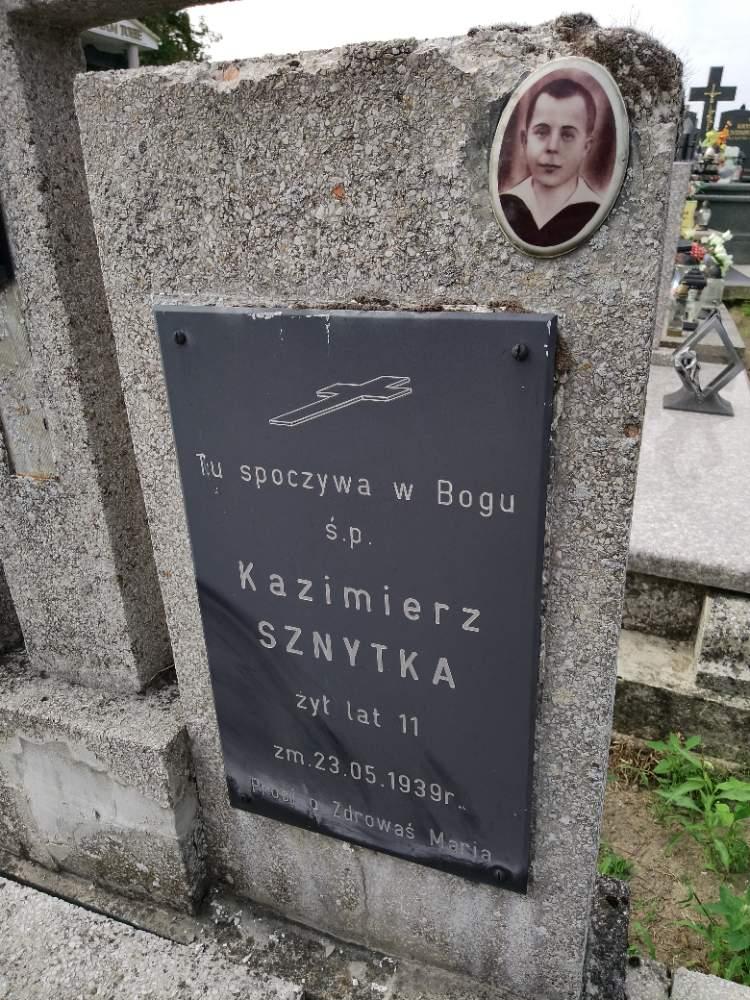 Tu spoczywa w Bogu
ś.p.
Kazimierz
SZNYTKA
żył lat 11
zm.23.05.1939r.
Prosi o Zdrowaś Maria